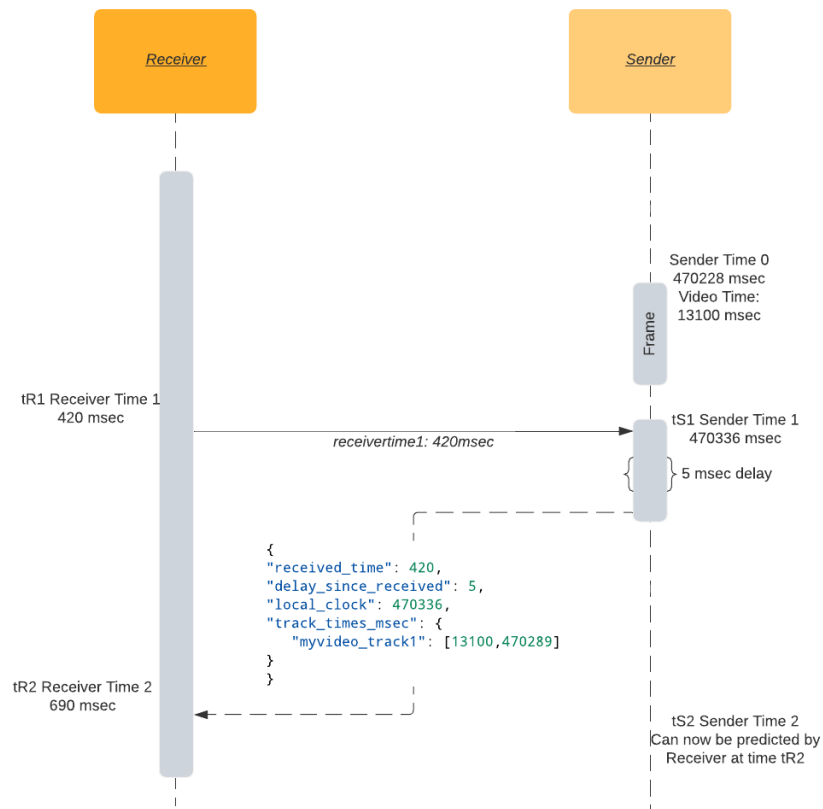 Receiver
Sender
Sender Time 0
470228 msec
Video Time:
13100 msec
Frame
tR1 Receiver Time 1
420 msec
receivertime1: 420msec
tS1 Sender Time 1
470336 msec
5 msec delay
{
"received_time": 420,
"delay_since_received": 5,
"local_clock": 470336,
"track_times_msec": {
"myvideo_track1": [13100,470289]
}
}
tR2 Receiver Time 2
690 msec
tS2 Sender Time 2
Can now be predicted by
Receiver at time tR2